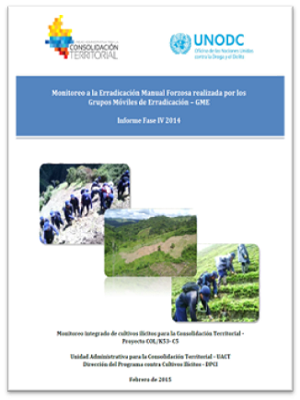 CONSOLIDACIÓN
TERRITORIAL
UNODC
Oficina de las Naciones Unidas
contra la Droga y el Delito
Monitoreo a la Erradicación Manual Forzosa realizada por los
Grupos Móviles de Erradicación – GME
Informe Fase IV 2014
Monitoreo integrado de cultivos ilícitos para la Consolidación Territorial -
Proyecto COL/K53-C5
Unidad Administrativa para la Consolidación Territorial - UACT
Dirección del Programa contra Cultivos Ilícitos - DPCI
Febrero de 2015